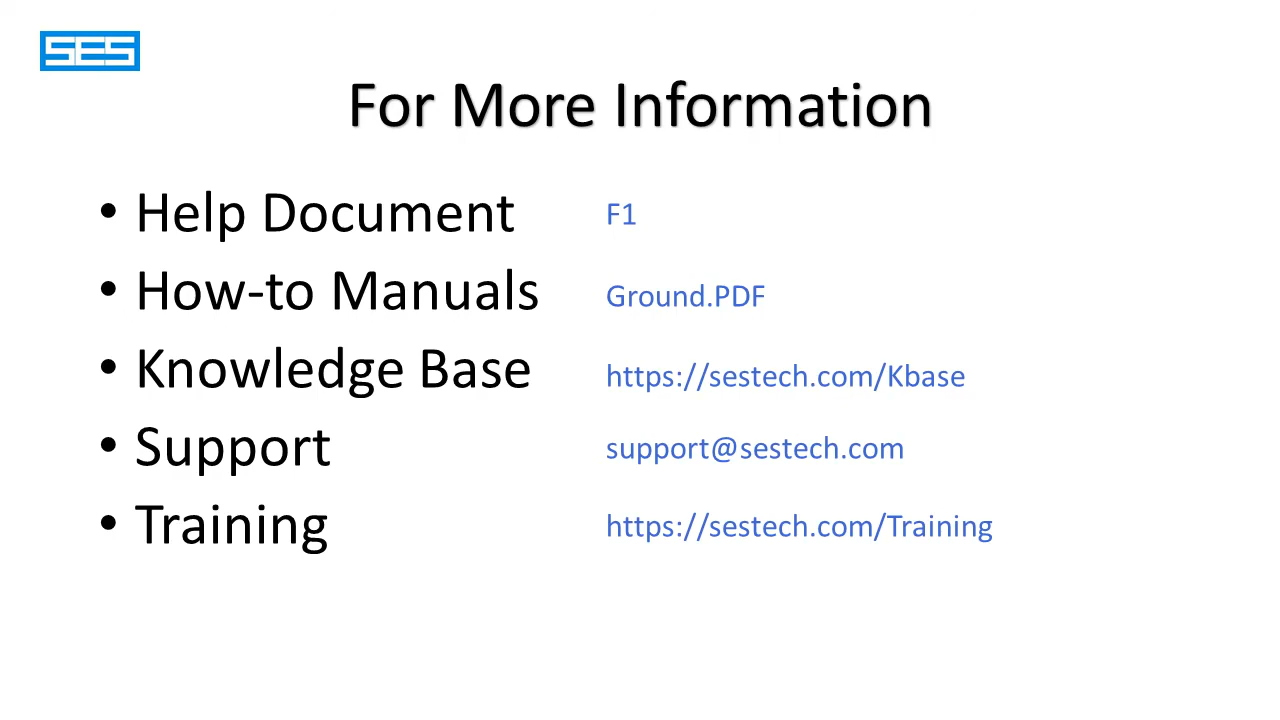 SES
For More Information
• Help Document F1
• How-to Manuals Ground.PDF
• Knowledge Base https://sestech.com/Kbase
• Support support@sestech.com
• Training https://sestech.com/Training